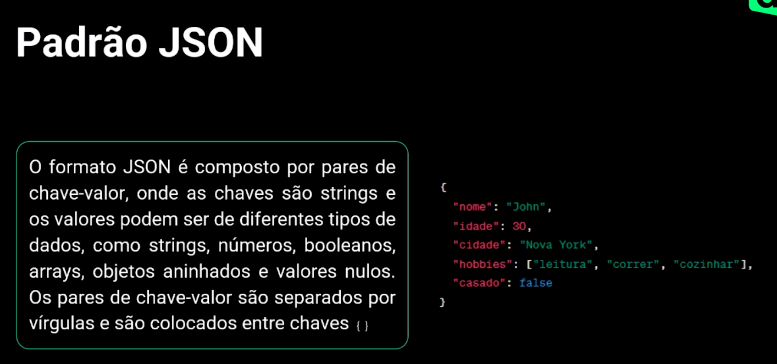 Padrão JSON
O formato JSON é composto por pares de
chave-valor, onde as chaves são strings e
os valores podem ser de diferentes tipos de
dados, como strings, números, booleanos,
arrays, objetos aninhados e valores nulos.
Os pares de chave-valor são separados por
vírgulas e são colocados entre chaves {}
{
"nome": "John",
"idade": 30,
"cidade": "Nova York",
"hobbies": ["leitura", "correr", "cozinhar"],
"casado": false
}